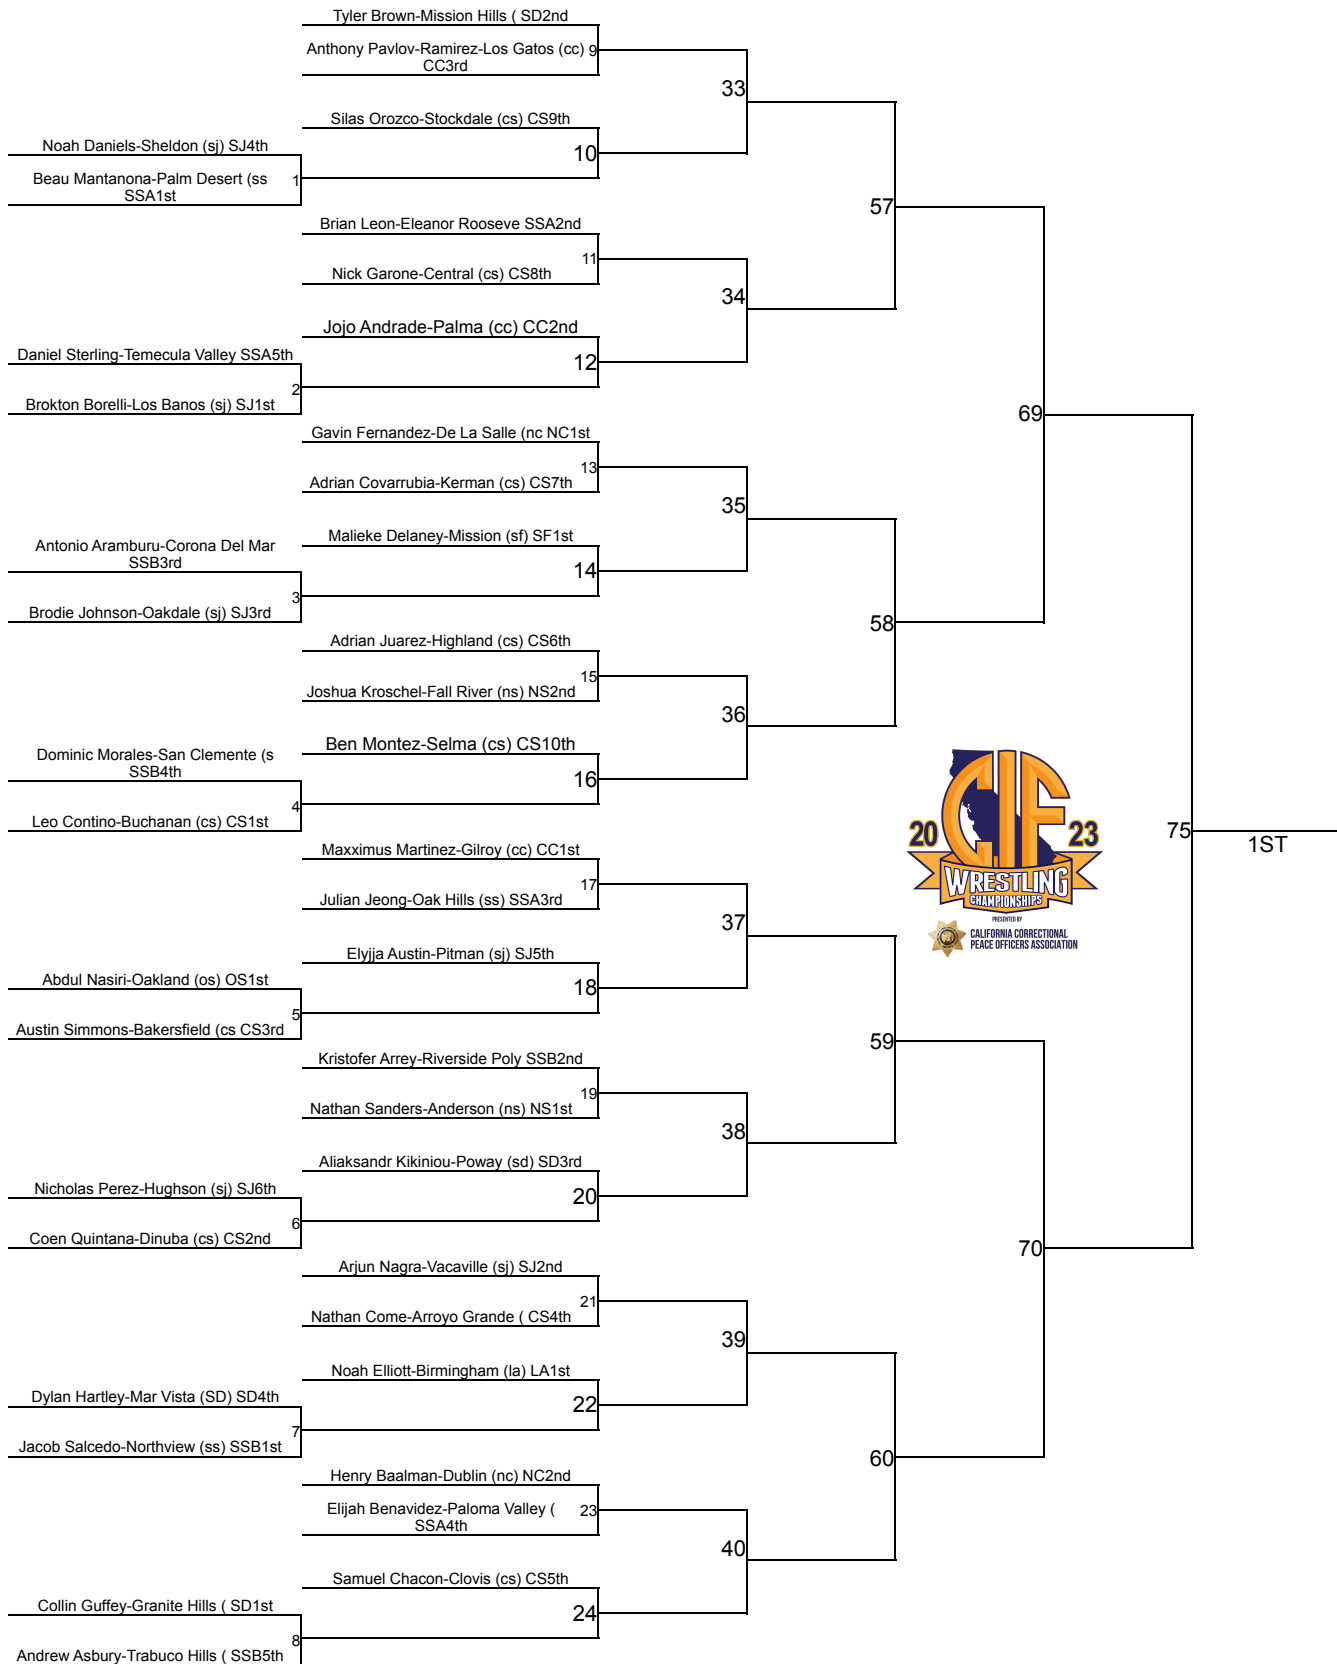 Tyler Brown-Mission Hills ( SD2nd
Anthony Pavlov-Ramirez-Los Gatos (cc)
CC3rd
9
33
Silas Orozco-Stockdale (cs) CS9th
10
Noah Daniels-Sheldon (sj) SJ4th
Beau Mantanona-Palm Desert (ss
SSA1st
1
57
Brian Leon-Eleanor Rooseve SSA2nd
11
Nick Garone-Central (cs) CS8th
34
Jojo Andrade-Palma (cc) CC2nd
12
Daniel Sterling-Temecula Valley SSA5th
2
Brokton Borelli-Los Banos (sj) SJ1st
69
Gavin Fernandez-De La Salle (nc NC1st
13
Adrian Covarrubia-Kerman (cs) CS7th
35
Malieke Delaney-Mission (sf) SF1st
14
Antonio Aramburu-Corona Del Mar
SSB3rd
3
Brodie Johnson-Oakdale (sj) SJ3rd
58
Adrian Juarez-Highland (cs) CS6th
15
Joshua Kroschel-Fall River (ns) NS2nd
36
Ben Montez-Selma (cs) CS10th
16
Dominic Morales-San Clemente (s
SSB4th
4
Leo Contino-Buchanan (cs) CS1st
20 CIF 23
WRESTLING
CHAMPIONSHIPS
PRESENTED BY
CALIFORNIA CORRECTIONAL
PEACE OFFICERS ASSOCIATION
75
1ST
Maxximus Martinez-Gilroy (cc) CC1st
17
Julian Jeong-Oak Hills (ss) SSA3rd
37
Elyjja Austin-Pitman (sj) SJ5th
18
Abdul Nasiri-Oakland (os) OS1st
5
Austin Simmons-Bakersfield (cs CS3rd
59
Kristofer Arrey-Riverside Poly SSB2nd
19
Nathan Sanders-Anderson (ns) NS1st
38
Aliaksandr Kikiniou-Poway (sd) SD3rd
20
Nicholas Perez-Hughson (sj) SJ6th
6
Coen Quintana-Dinuba (cs) CS2nd
70
Arjun Nagra-Vacaville (sj) SJ2nd
21
Nathan Come-Arroyo Grande ( CS4th
39
Noah Elliott-Birmingham (la) LA1st
22
Dylan Hartley-Mar Vista (SD) SD4th
7
Jacob Salcedo-Northview (ss) SSB1st
60
Henry Baalman-Dublin (nc) NC2nd
Elijah Benavidez-Paloma Valley (
SSA4th
23
40
Samuel Chacon-Clovis (cs) CS5th
24
Collin Guffey-Granite Hills ( SD1st
8
Andrew Asbury-Trabuco Hills ( SSB5th